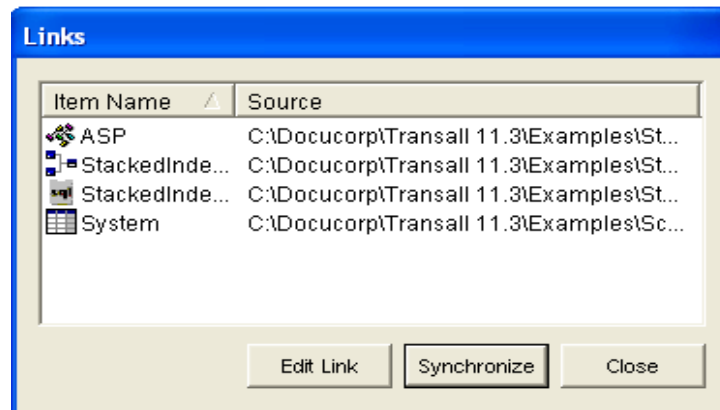 Links
Item Name Source
ASP C:\Docucorp\Transall 11.3\Examples\St...
StackedInde... C:\Docucorp\Transall 11.3\Examples\St...
sql StackedInde... C:\Docucorp\Transall 11.3\Examples\St...
System C:\Docucorp\Transall 11.3\Examples\Sc...
Edit Link Synchronize Close